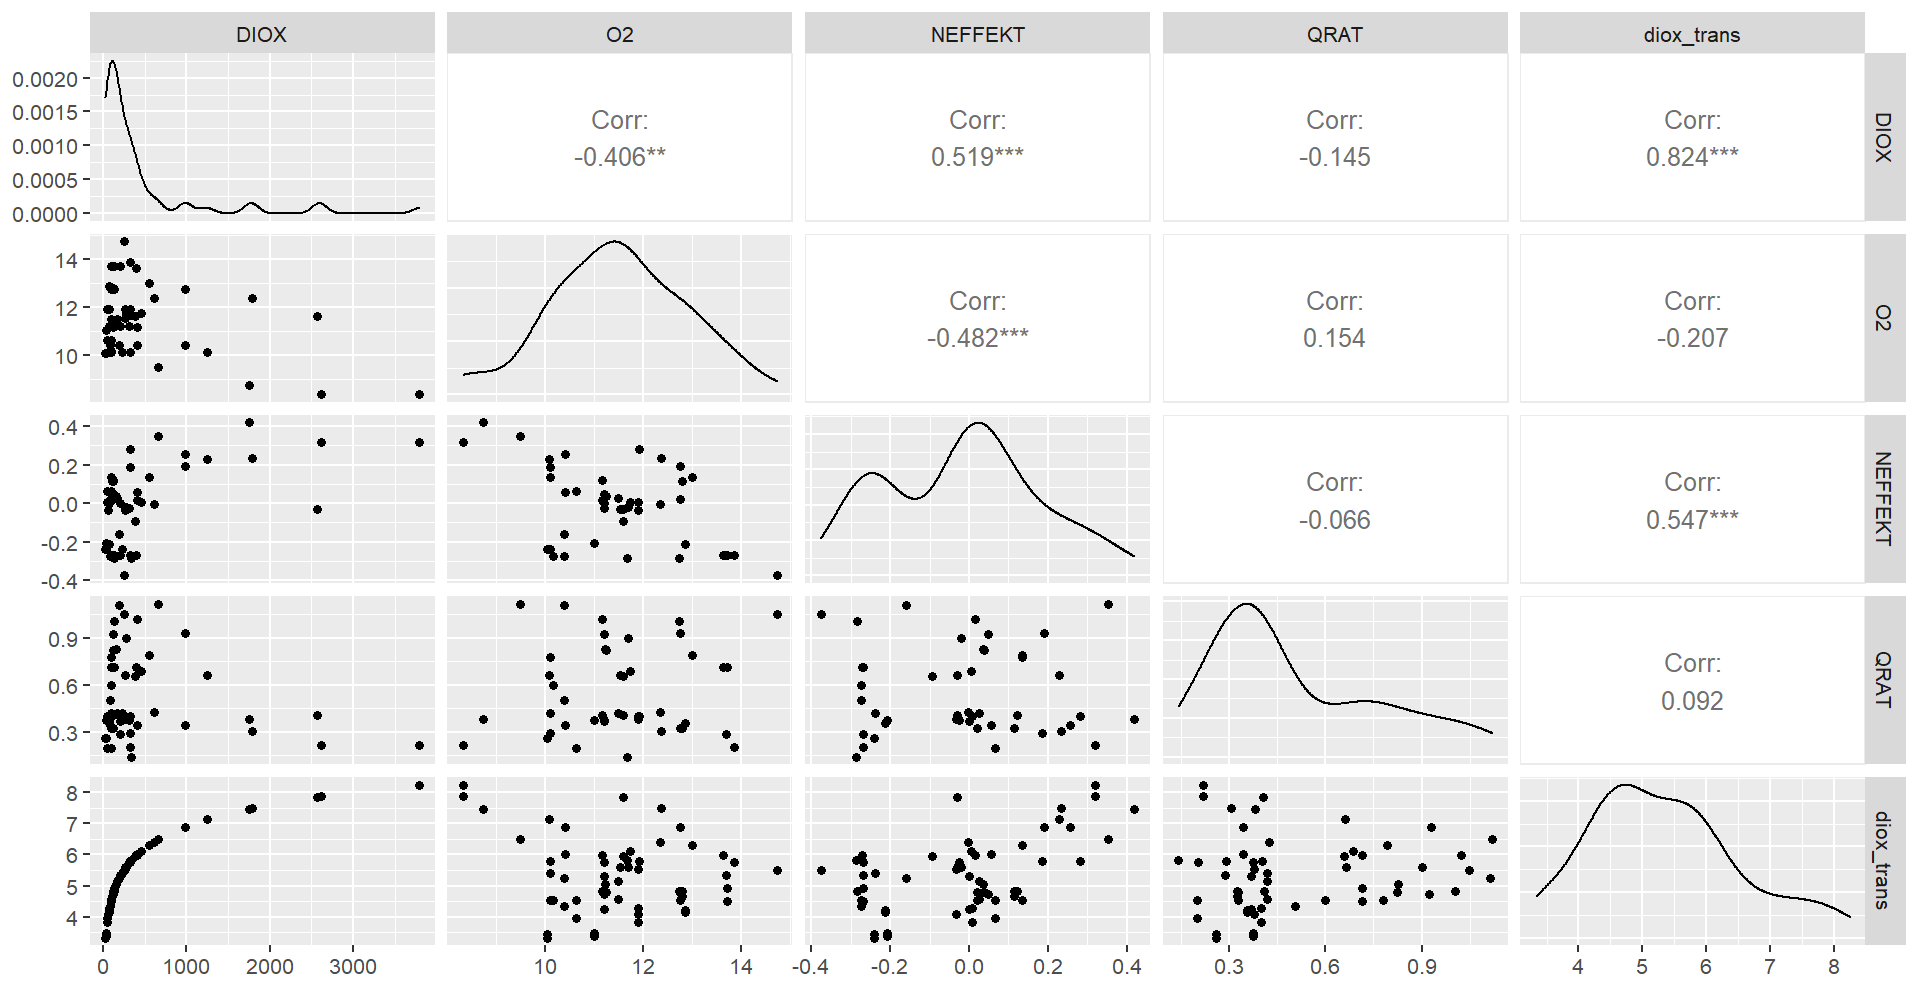 DIOX O2 NEFFEKT QRAT diox_trans
0.0020
0.0015
0.0010
0.0005
0.0000
Corr:
-0.406**
Corr:
0.519***
Corr:
-0.145
Corr:
0.824***
DIOX
14
12
10
Corr:
-0.482***
Corr:
0.154
Corr:
-0.207
O2
0.4
0.2
0.0
-0.2
-0.4
Corr:
-0.066
Corr:
0.547***
NEFFEKT
0.9
0.6
0.3
Corr:
0.092
QRAT
8
7
6
5
4
diox_trans
0 1000 2000 3000 10 12 14 -0.4 -0.2 0.0 0.2 0.4 0.3 0.6 0.9 4 5 6 7 8